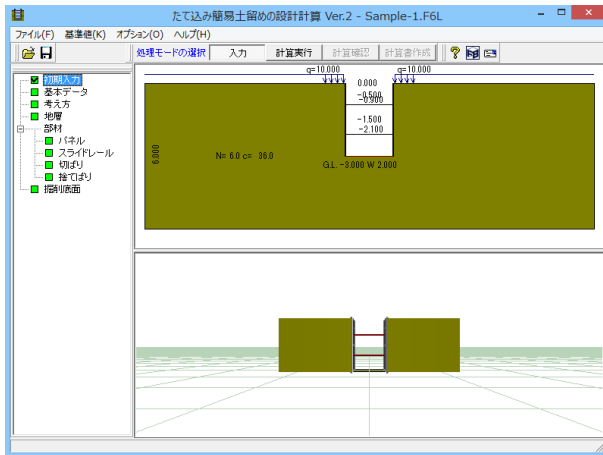 たて込み簡易土留めの設計計算 Ver.2 - Sample-1.F6L
ファイル(F) 基準値(K) オプション(O) ヘルプ(H)
処理モードの選択 入力 計算実行 計算確認 計算書作成
初期入力
基本データ
考え方
地層
部材
パネル
スライドレール
切ばり
捨てばり
掘削底面
q=10.000 q=10.000
0.000
-0.500
-0.900
-1.500
-2.100
6.000
N= 6.0 c= 36.0
G.L. -3.000 W 2.000